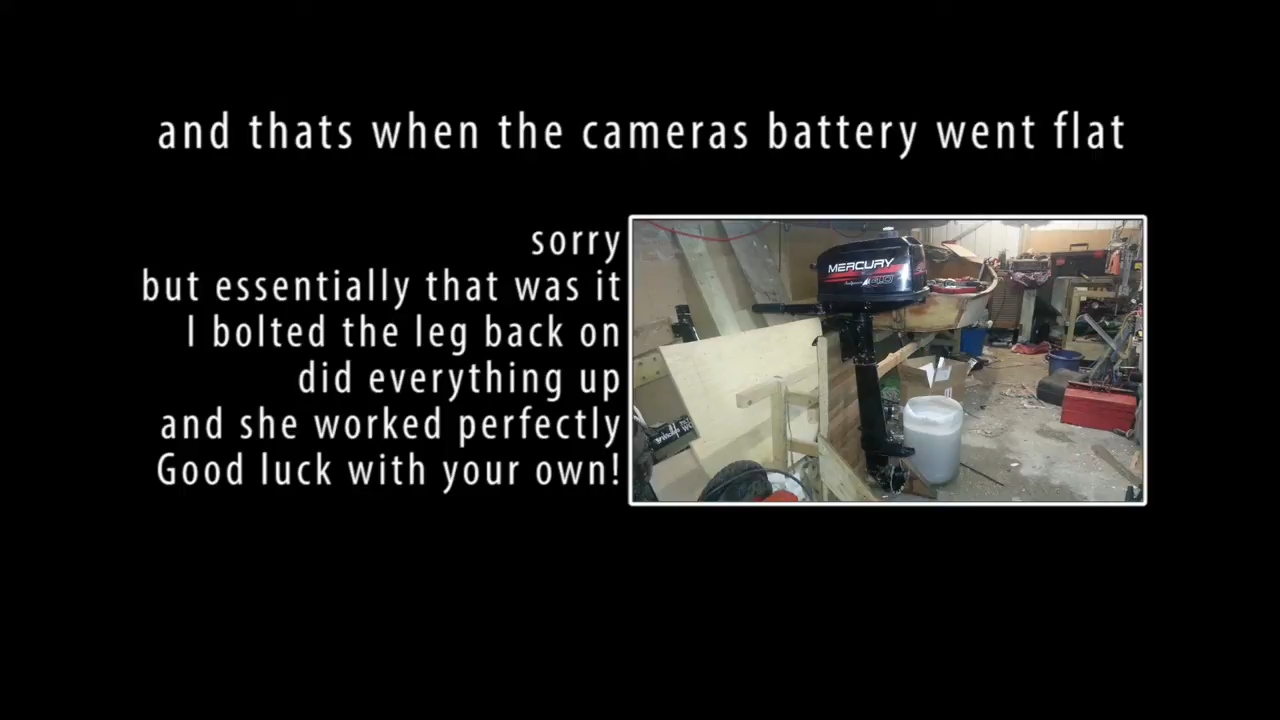 and thats when the cameras battery went flat
sorry
but essentially that was it
I bolted the leg back on
did everything up
and she worked perfectly
Good luck with your own!
MERCURY